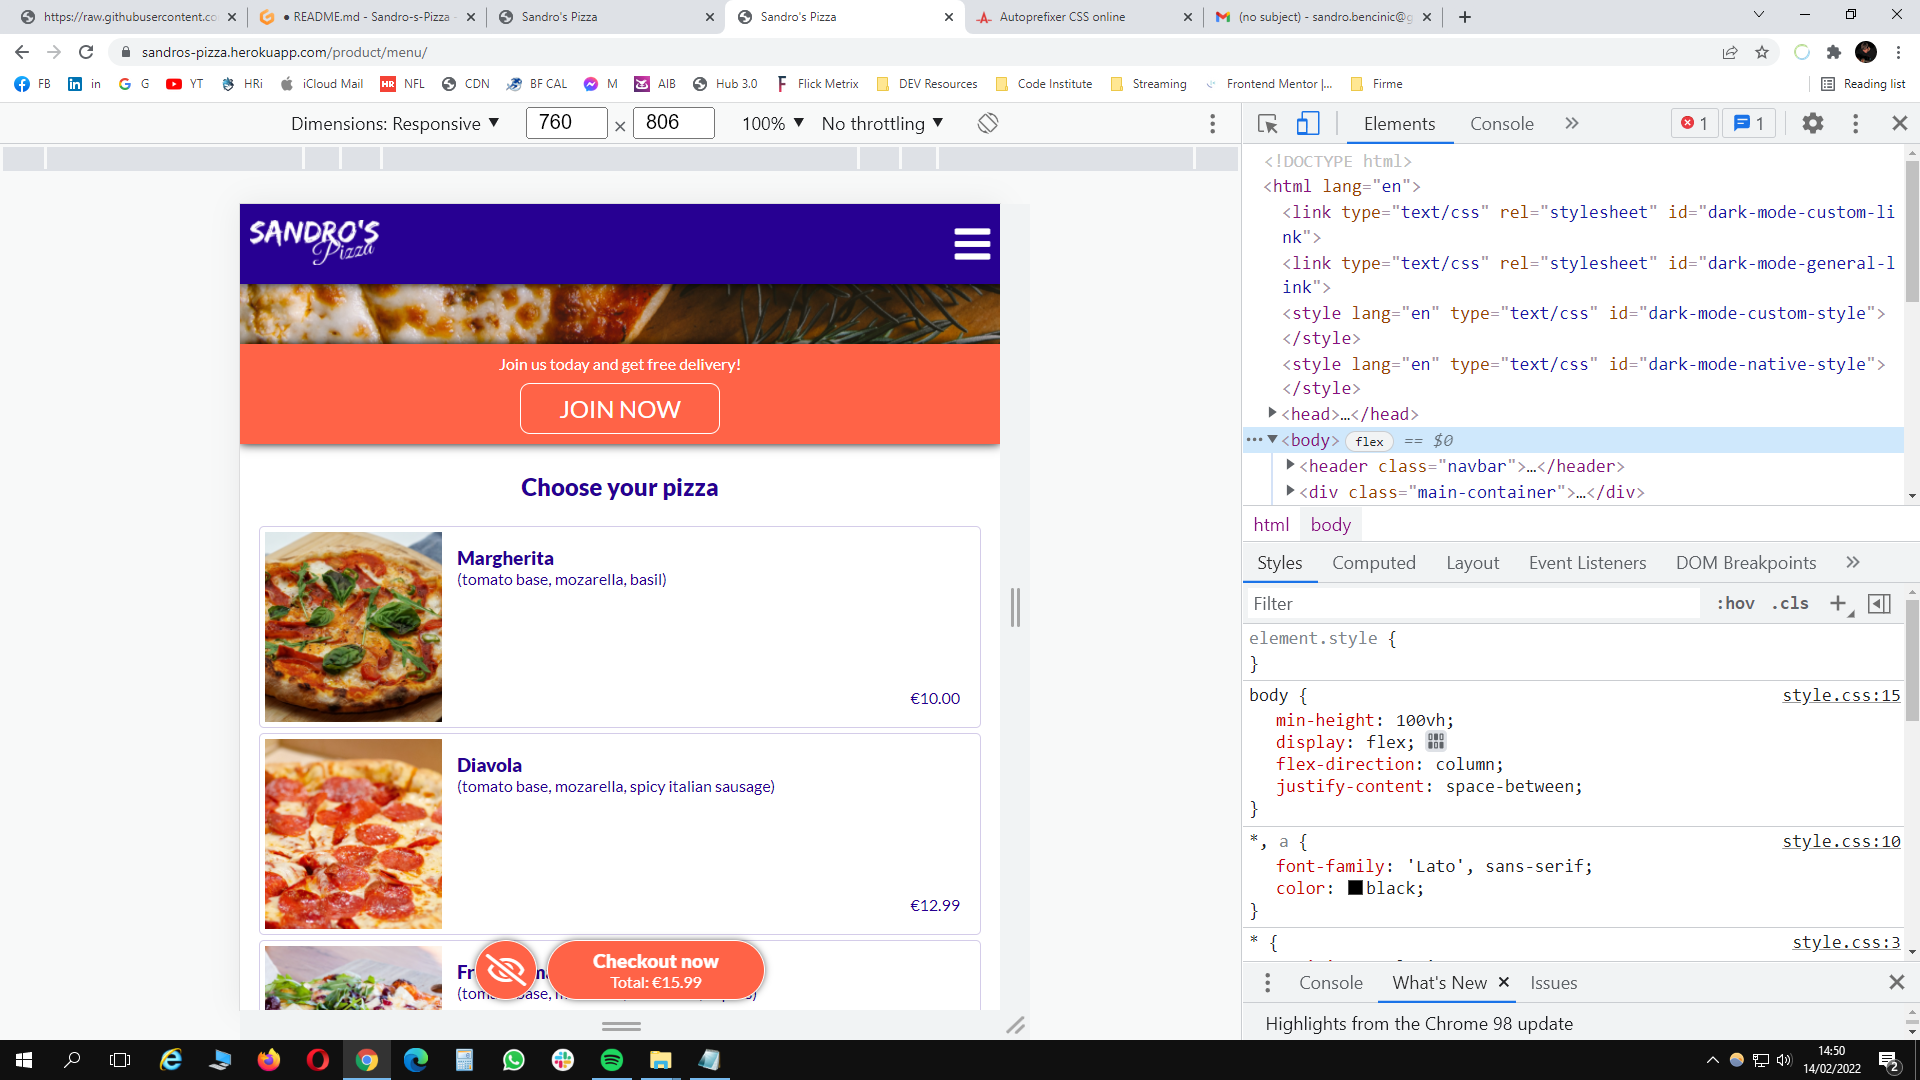 https://raw.githubusercontent.co
● README.md - Sandro-s-Pizza
Sandro's Pizza
Sandro's Pizza
Autoprefixer CSS online
(no subject) - sandro.bencinic@g
sandros-pizza.herokuapp.com/product/menu/
FB
in
G
YT
HRi
iCloud Mail
NFL
CDN
BF CAL
M
AIB
Hub 3.0
Flick Metrix
DEV Resources
Code Institute
Streaming
Frontend Mentor |...
Firme
Reading list
Dimensions: Responsive ▼
760 × 806
100% ▼
No throttling ▼
SANDRO'S
Pizza
Join us today and get free delivery!
JOIN NOW
Choose your pizza
Margherita
(tomato base, mozarella, basil)
€10.00
Diavola
(tomato base, mozarella, spicy italian sausage)
€12.99
Checkout now
Total: €15.99
Elements
Console
1
1
<!DOCTYPE html>
<html lang="en">
<link type="text/css" rel="stylesheet" id="dark-mode-custom-li
nk">
<link type="text/css" rel="stylesheet" id="dark-mode-general-l
ink">
<style lang="en" type="text/css" id="dark-mode-custom-style">
</style>
<style lang="en" type="text/css" id="dark-mode-native-style">
</style>
<head>…</head>
<body> flex == $0
<header class="navbar">…</header>
<div class="main-container">…</div>
html body
Styles
Computed
Layout
Event Listeners
DOM Breakpoints
Filter
:hov .cls
element.style {
}
body { style.css:15
min-height: 100vh;
display: flex;
flex-direction: column;
justify-content: space-between;
}
*, a { style.css:10
font-family: 'Lato', sans-serif;
color: black;
}
* { style.css:3
Console
What's New
Issues
Highlights from the Chrome 98 update
14:50
14/02/2022
2